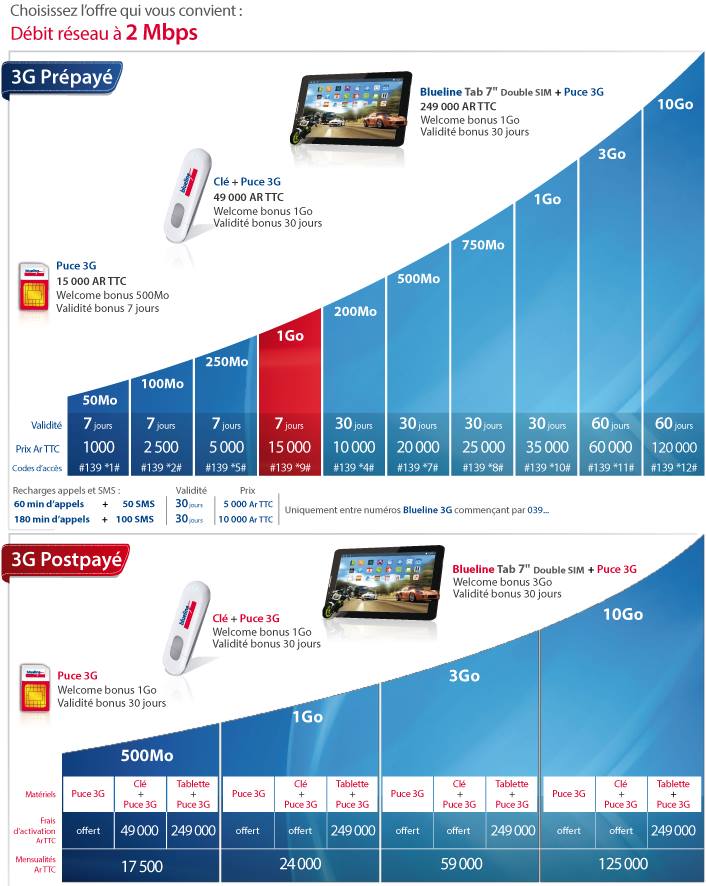 Choisissez l'offre qui vous convient :
Débit réseau à 2 Mbps
3G Prépayé
Blueline Tab 7" Double SIM + Puce 3G
249 000 AR TTC
Welcome bonus 1Go
Validité bonus 30 jours
Clé + Puce 3G
49 000 AR TTC
Welcome bonus 1Go
Validité bonus 30 jours
blueline
Puce 3G
15 000 AR TTC
Welcome bonus 500Mo
Validité bonus 7 jours
blueline
50Mo 100Mo 250Mo 1Go 200Mo 500Mo 750Mo 1Go 3Go 10Go
Validité 7 jours 7 jours 7 jours 7 jours 30 jours 30 jours 30 jours 30 jours 60 jours 60 jours
Prix Ar TTC 1000 2 500 5 000 15 000 10 000 20 000 25 000 35 000 60 000 120 000
Codes d'accès #139 *1# #139 *2# #139 *5# #139 *9# #139 *4# #139 *7# #139 *8# #139 *10# #139 *11# #139 *12#
Recharges appels et SMS : Validité Prix
60 min d'appels + 50 SMS 30 jours 5 000 Ar TTC
180 min d'appels + 100 SMS 30 jours 10 000 Ar TTC
Uniquement entre numéros Blueline 3G commençant par 039...
3G Postpayé
Blueline Tab 7" Double SIM + Puce 3G
Welcome bonus 3Go
Validité bonus 30 jours
Clé + Puce 3G
Welcome bonus 1Go
Validité bonus 30 jours
blueline
Puce 3G
Welcome bonus 1Go
Validité bonus 30 jours
blueline
500Mo 1Go 3Go 10Go
Matériels Puce 3G Clé + Puce 3G Tablette + Puce 3G Puce 3G Clé + Puce 3G Tablette + Puce 3G Puce 3G Clé + Puce 3G Tablette + Puce 3G Puce 3G Clé + Puce 3G Tablette + Puce 3G
Frais d'activation ArTTC offert 49 000 249 000 offert offert 249 000 offert offert 249 000 offert offert 249 000
Mensualités ArTTC 17 500 24 000 59 000 125 000